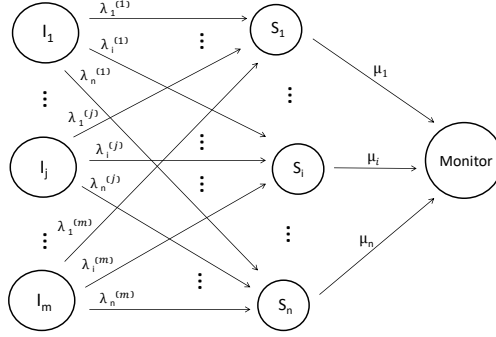 I₁
λ₁⁽¹⁾
λᵢ⁽¹⁾
λₙ⁽¹⁾
S₁
μ₁
λ₁⁽ʲ⁾
Iⱼ
λᵢ⁽ʲ⁾
λₙ⁽ʲ⁾
Sᵢ
μᵢ
Monitor
λ₁⁽ᵐ⁾
λᵢ⁽ᵐ⁾
μₙ
Iₘ
λₙ⁽ᵐ⁾
Sₙ